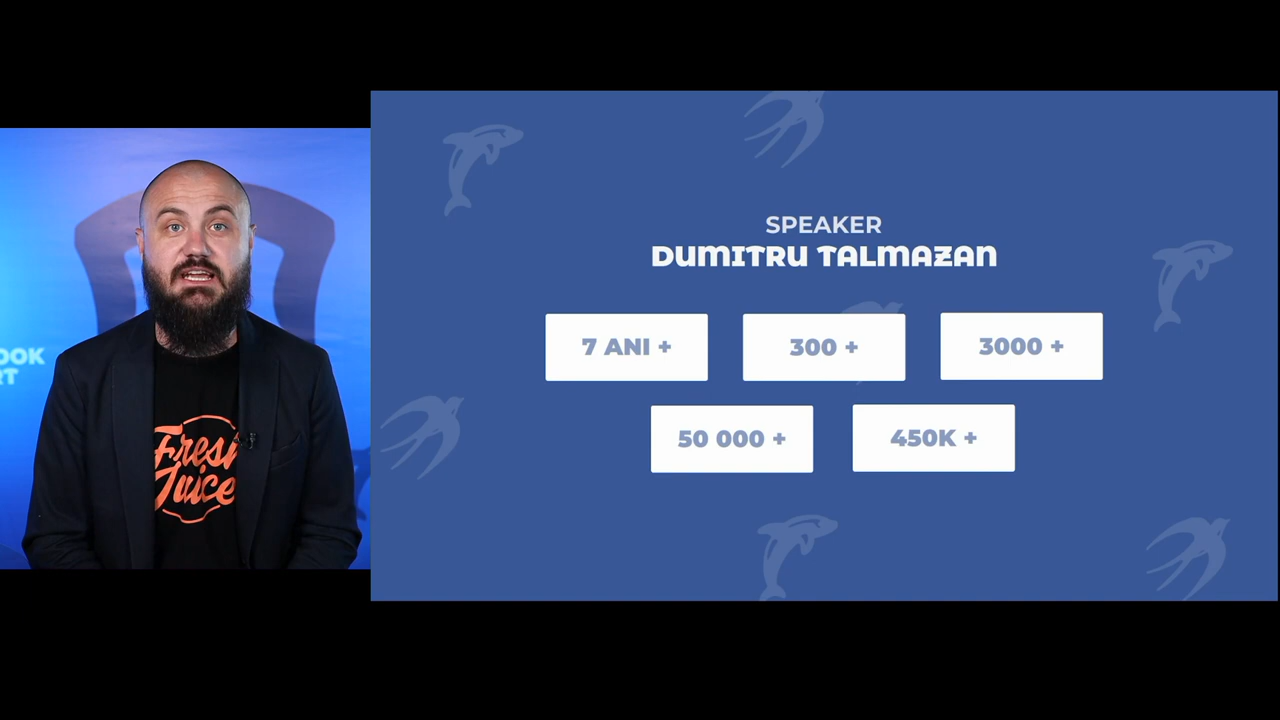 SPEAKER
DUMITRU TALMAZAN
7 ANI +
300 +
3000 +
50 000 +
450K +
Fresh
Juice